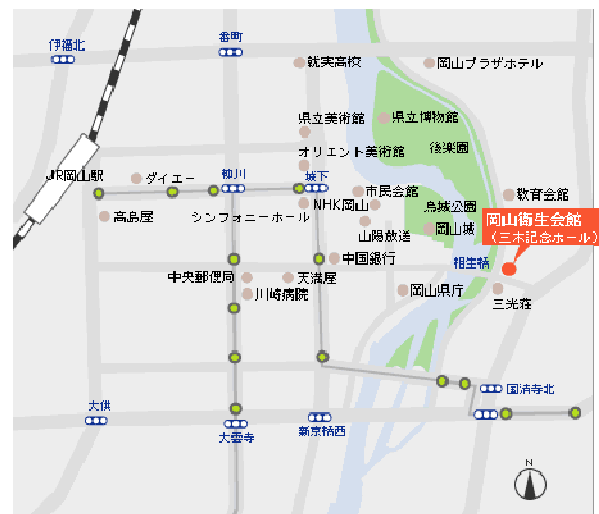 伊福北
番町
就実高校
岡山プラザホテル
県立美術館
県立博物館
オリエント美術館
後楽園
JR岡山駅
ダイエー
柳川
城下
市民会館
教育会館
高島屋
シンフォニーホール
NHK岡山
烏城公園
岡山衛生会館
(三木記念ホール)
山陽放送
岡山城
中国銀行
相生橋
中央郵便局
天満屋
川崎病院
岡山県庁
三光荘
国清寺北
大供
大雲寺
新京橋西
N